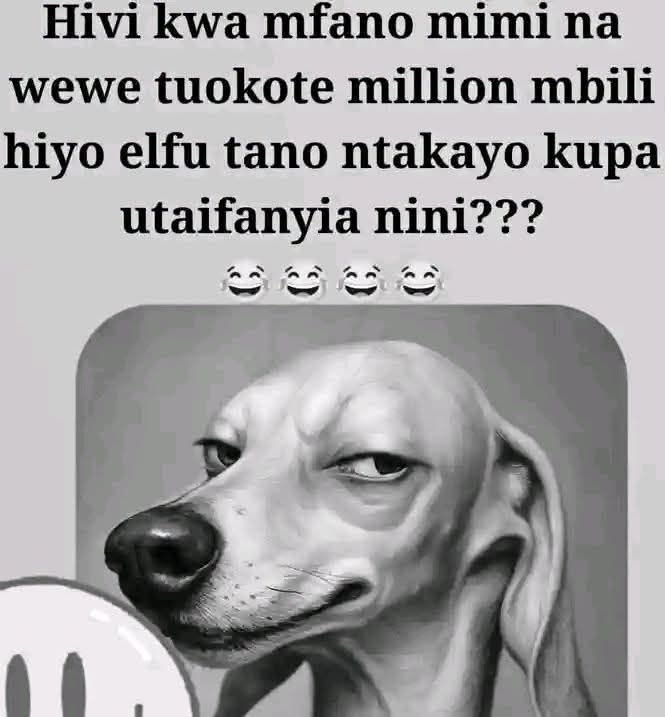 Hivi kwa mfano mimi na
wewe tuokote million mbili
hiyo elfu tano ntakayo kupa
utaifanyia nini???
😂😂😂😂